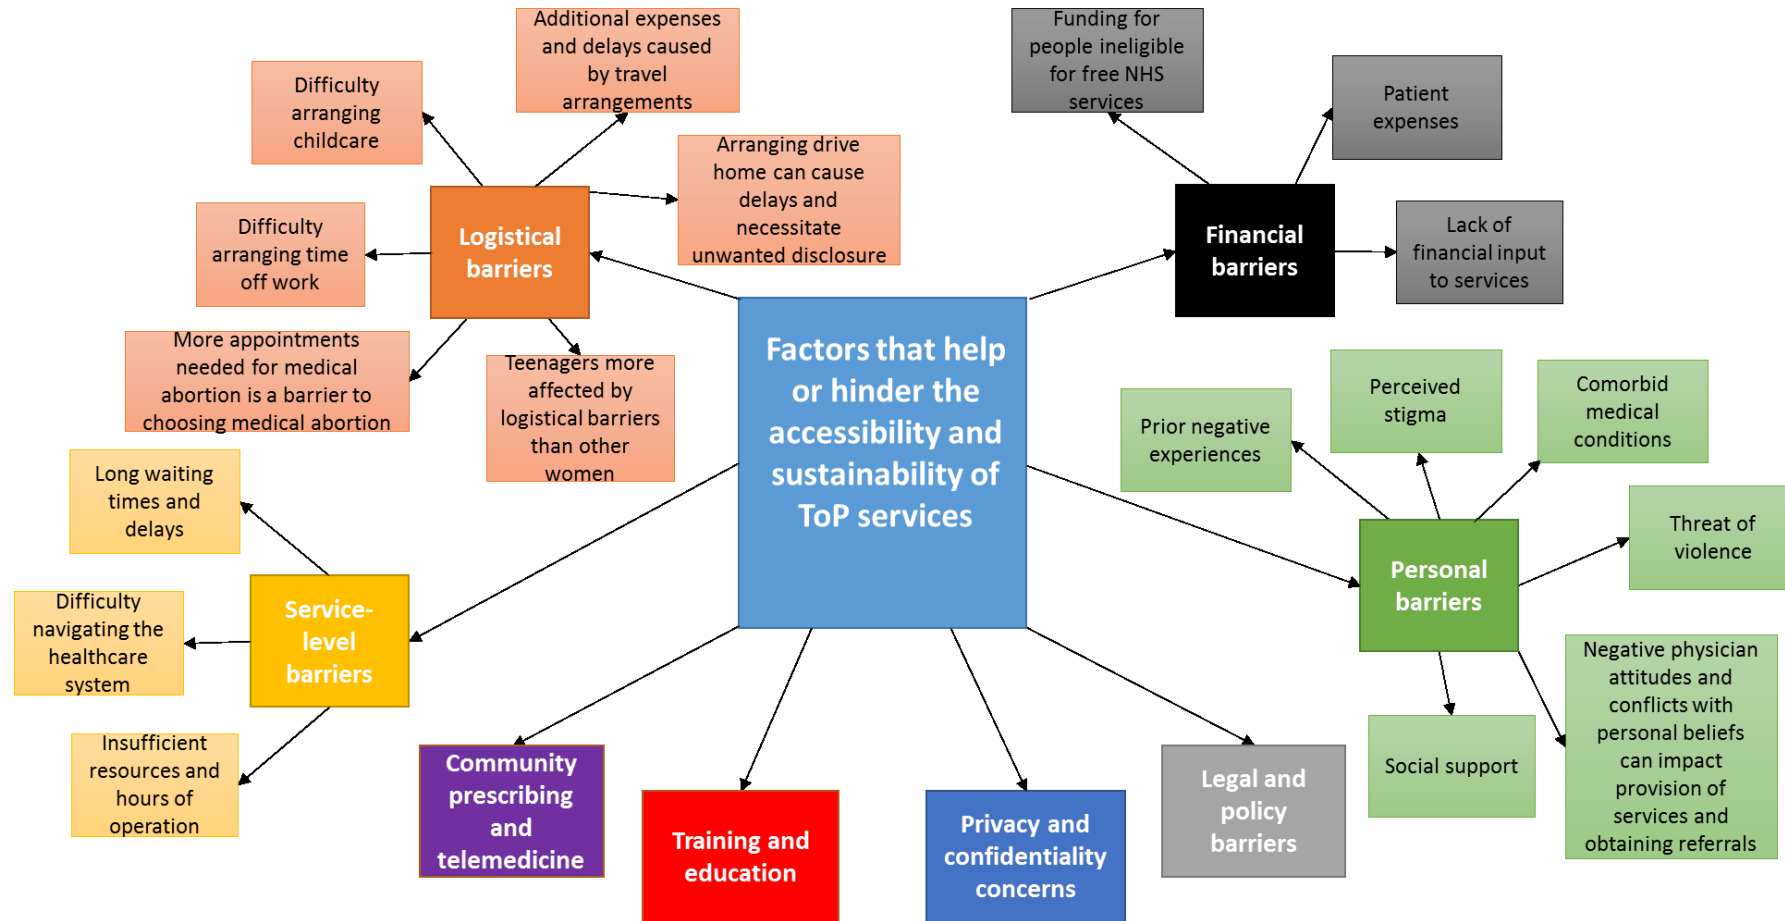 Additional expenses
and delays caused
by travel
arrangements
Difficulty
arranging
childcare
Arranging drive
home can cause
delays and
necessitate
unwanted disclosure
Difficulty
arranging time
off work
Logistical
barriers
More appointments
needed for medical
abortion is a barrier to
choosing medical abortion
Teenagers more
affected by
logistical barriers
than other
women
Funding for
people ineligible
for free NHS
services
Patient
expenses
Financial
barriers
Lack of
financial input
to services
Factors that help
or hinder the
accessibility and
sustainability of
ToP services
Prior negative
experiences
Perceived
stigma
Comorbid
medical
conditions
Threat of
violence
Personal
barriers
Social support
Negative physician
attitudes and
conflicts with
personal beliefs
can impact
provision of
services and
obtaining referrals
Long waiting
times and
delays
Difficulty
navigating the
healthcare
system
Service-
level
barriers
Insufficient
resources and
hours of
operation
Community
prescribing
and
telemedicine
Training and
education
Privacy and
confidentiality
concerns
Legal and
policy
barriers